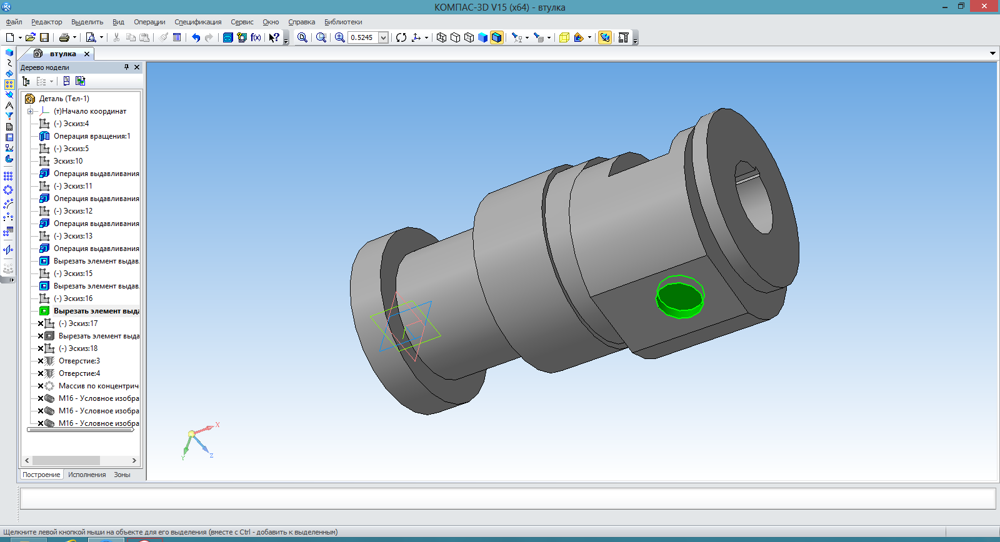 КОМПАС-3D V15 (x64) - втулка
Файл Редактор Выделить Вид Операции Спецификация Сервис Окно Справка Библиотеки
0.5245
f(x)
втулка
Дерево модели
Деталь (Тел-1)
(т)Начало координат
(-) Эскиз:4
Операция вращения:1
(-) Эскиз:5
Эскиз:10
Операция выдавливания
(-) Эскиз:11
Операция выдавливания
(-) Эскиз:12
Операция выдавливания
(-) Эскиз:13
Операция выдавливания
Вырезать элемент выдав
(-) Эскиз:15
Вырезать элемент выдав
(-) Эскиз:16
Вырезать элемент выда
(-) Эскиз:17
Вырезать элемент выда
(-) Эскиз:18
Отверстие:3
Отверстие:4
Массив по концентрич
М16 - Условное изобра
М16 - Условное изобра
М16 - Условное изобра
X
Y
Z
Построение Исполнения Зоны
Щелкните левой кнопкой мыши на объекте для его выделения (вместе с Ctrl - добавить к выделенным)